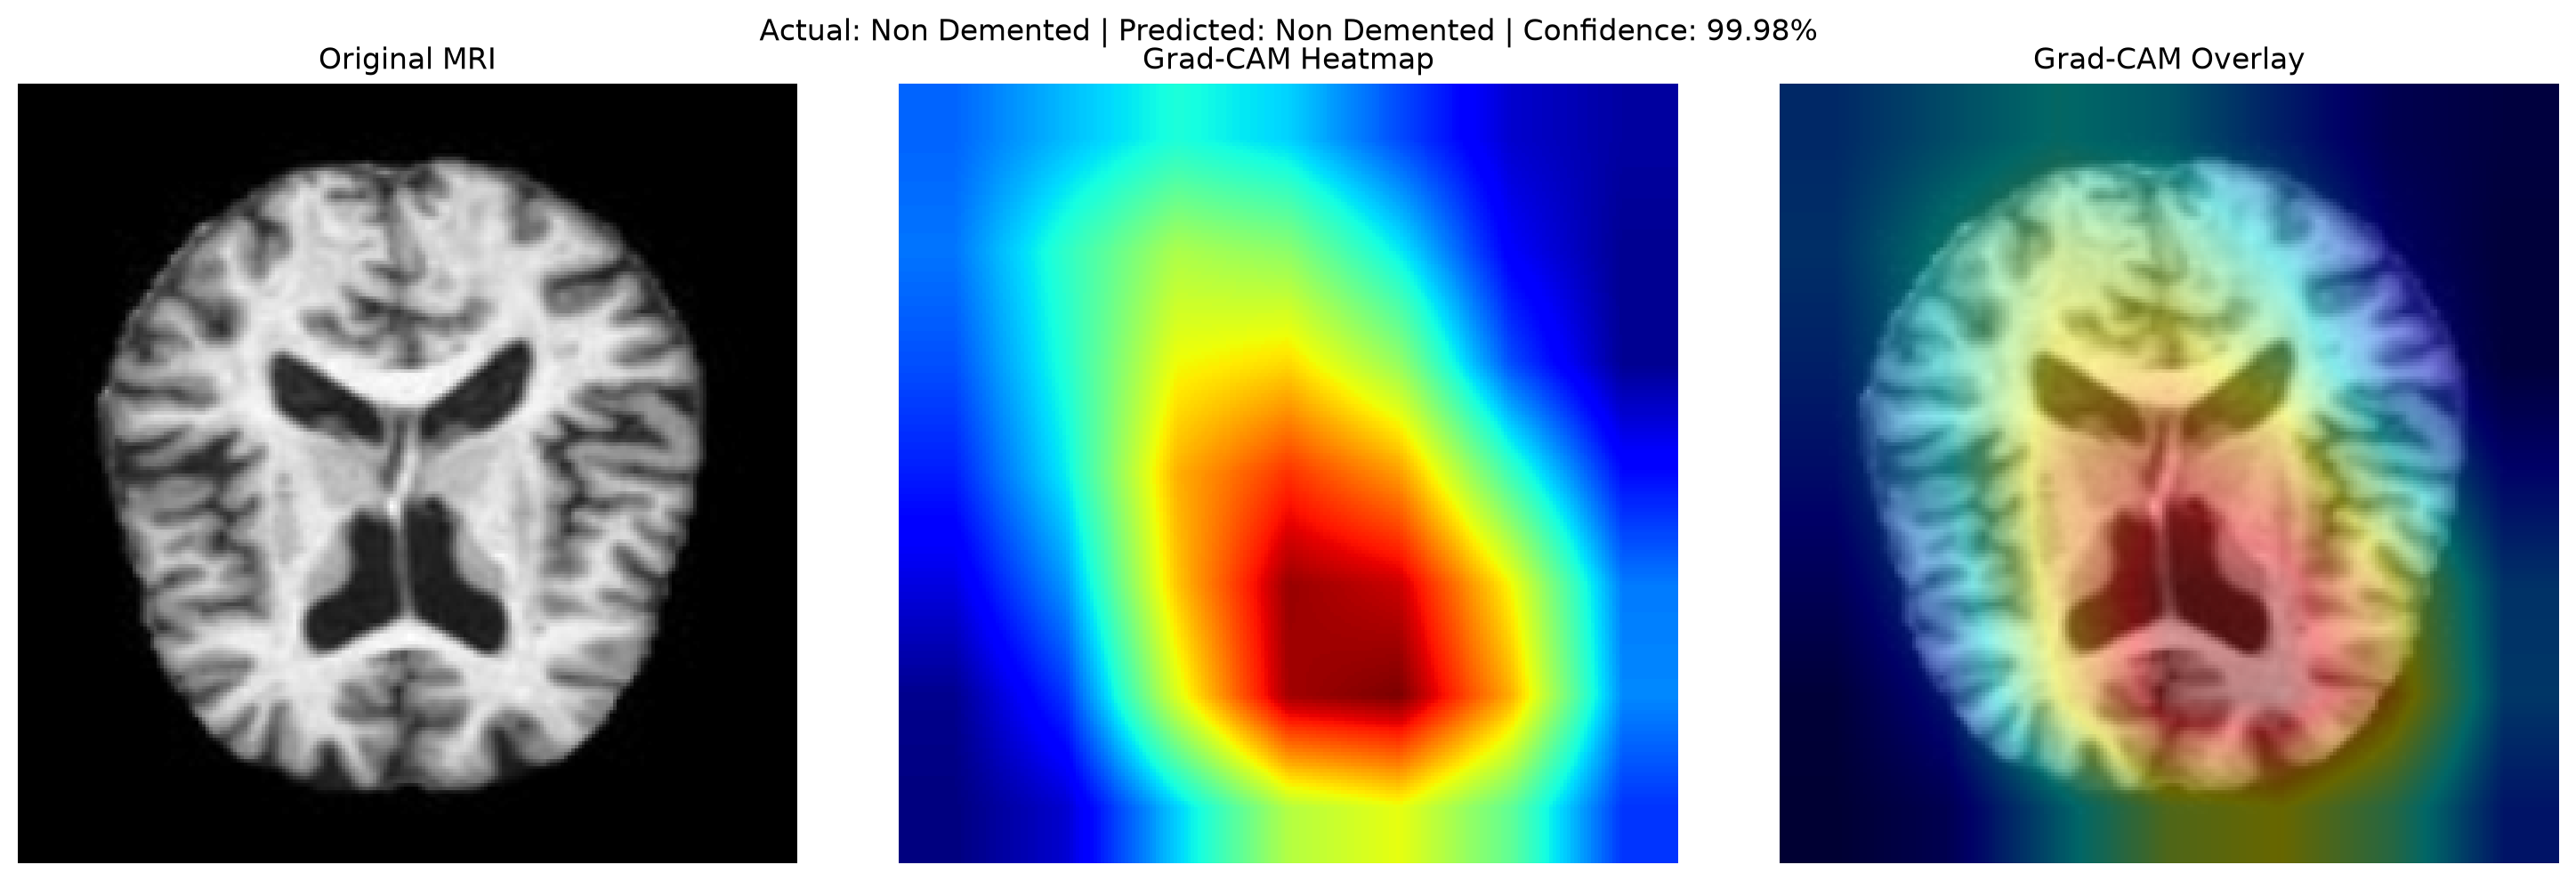 Actual: Non Demented | Predicted: Non Demented | Confidence: 99.98%
Original MRI
Grad-CAM Heatmap
Grad-CAM Overlay